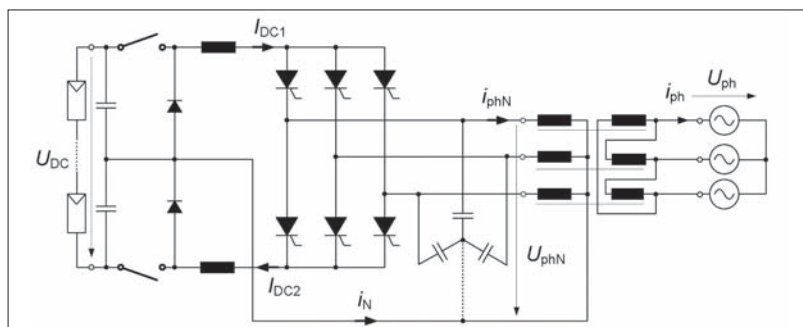 I_DC1
i_phN
i_ph
U_ph
U_DC
U_phN
I_DC2
i_N